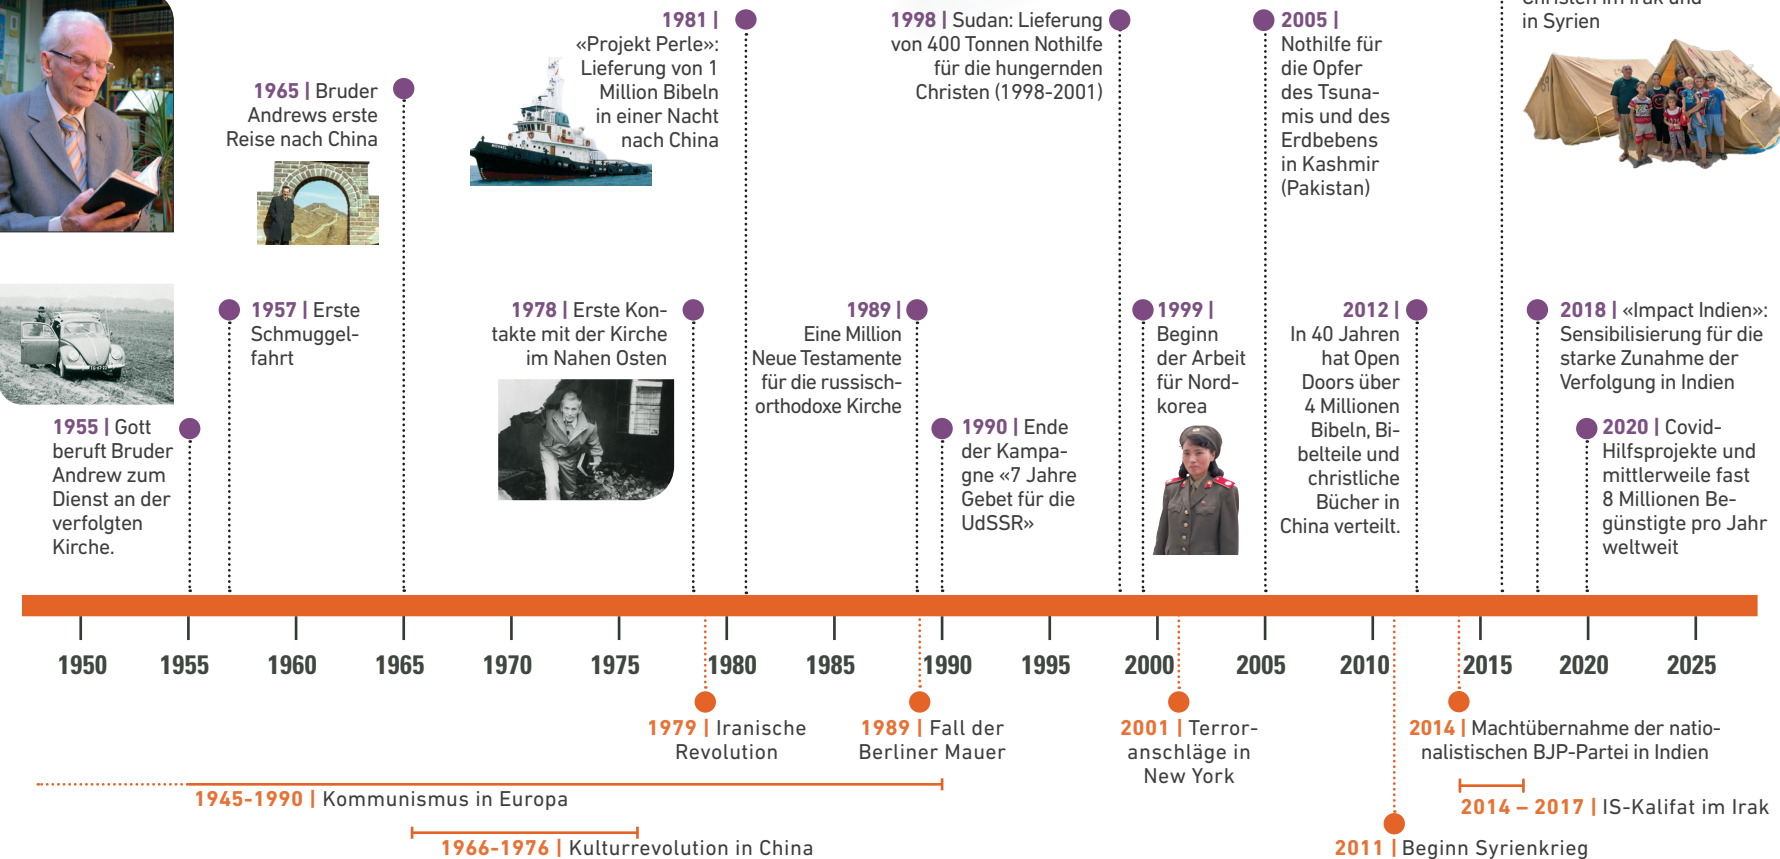 Christen im Irak und
in Syrien
1981 |
«Projekt Perle»:
Lieferung von 1
Million Bibeln
in einer Nacht
nach China
1998 | Sudan: Lieferung
von 400 Tonnen Nothilfe
für die hungernden
Christen (1998-2001)
2005 |
Nothilfe für
die Opfer
des Tsuna-
mis und des
Erdbebens
in Kashmir
(Pakistan)
1965 | Bruder
Andrews erste
Reise nach China
1957 | Erste
Schmuggel-
fahrt
1978 | Erste Kon-
takte mit der Kirche
im Nahen Osten
1989 |
Eine Million
Neue Testamente
für die russisch-
orthodoxe Kirche
1999 |
Beginn
der Arbeit
für Nord-
korea
2012 |
In 40 Jahren
hat Open
Doors über
4 Millionen
Bibeln, Bi-
belteile und
christliche
Bücher in
China verteilt.
2018 | «Impact Indien»:
Sensibilisierung für die
starke Zunahme der
Verfolgung in Indien
1955 | Gott
beruft Bruder
Andrew zum
Dienst an der
verfolgten
Kirche.
1990 | Ende
der Kampa-
gne «7 Jahre
Gebet für die
UdSSR»
2020 | Covid-
Hilfsprojekte und
mittlerweile fast
8 Millionen Be-
günstigte pro Jahr
weltweit
1950 1955 1960 1965 1970 1975 1980 1985 1990 1995 2000 2005 2010 2015 2020 2025
1979 | Iranische
Revolution
1989 | Fall der
Berliner Mauer
2001 | Terror-
anschläge in
New York
2014 | Machtübernahme der natio-
nalistischen BJP-Partei in Indien
1945-1990 | Kommunismus in Europa
2014 – 2017 | IS-Kalifat im Irak
1966-1976 | Kulturrevolution in China
2011 | Beginn Syrienkrieg